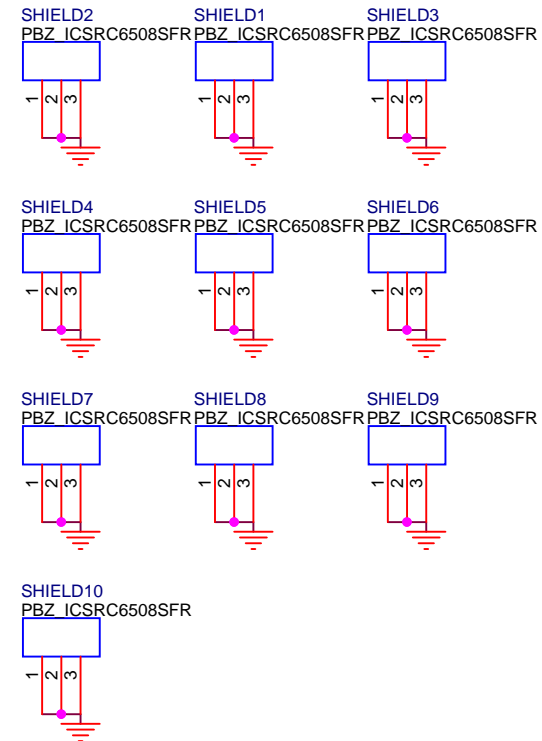 SHIELD2 SHIELD1 SHIELD3
PBZ_ICSRC6508SFR PBZ_ICSRC6508SFR PBZ_ICSRC6508SFR
1 2 3 1 2 3 1 2 3
SHIELD4 SHIELD5 SHIELD6
PBZ_ICSRC6508SFR PBZ_ICSRC6508SFR PBZ_ICSRC6508SFR
1 2 3 1 2 3 1 2 3
SHIELD7 SHIELD8 SHIELD9
PBZ_ICSRC6508SFR PBZ_ICSRC6508SFR PBZ_ICSRC6508SFR
1 2 3 1 2 3 1 2 3
SHIELD10
PBZ_ICSRC6508SFR
1 2 3